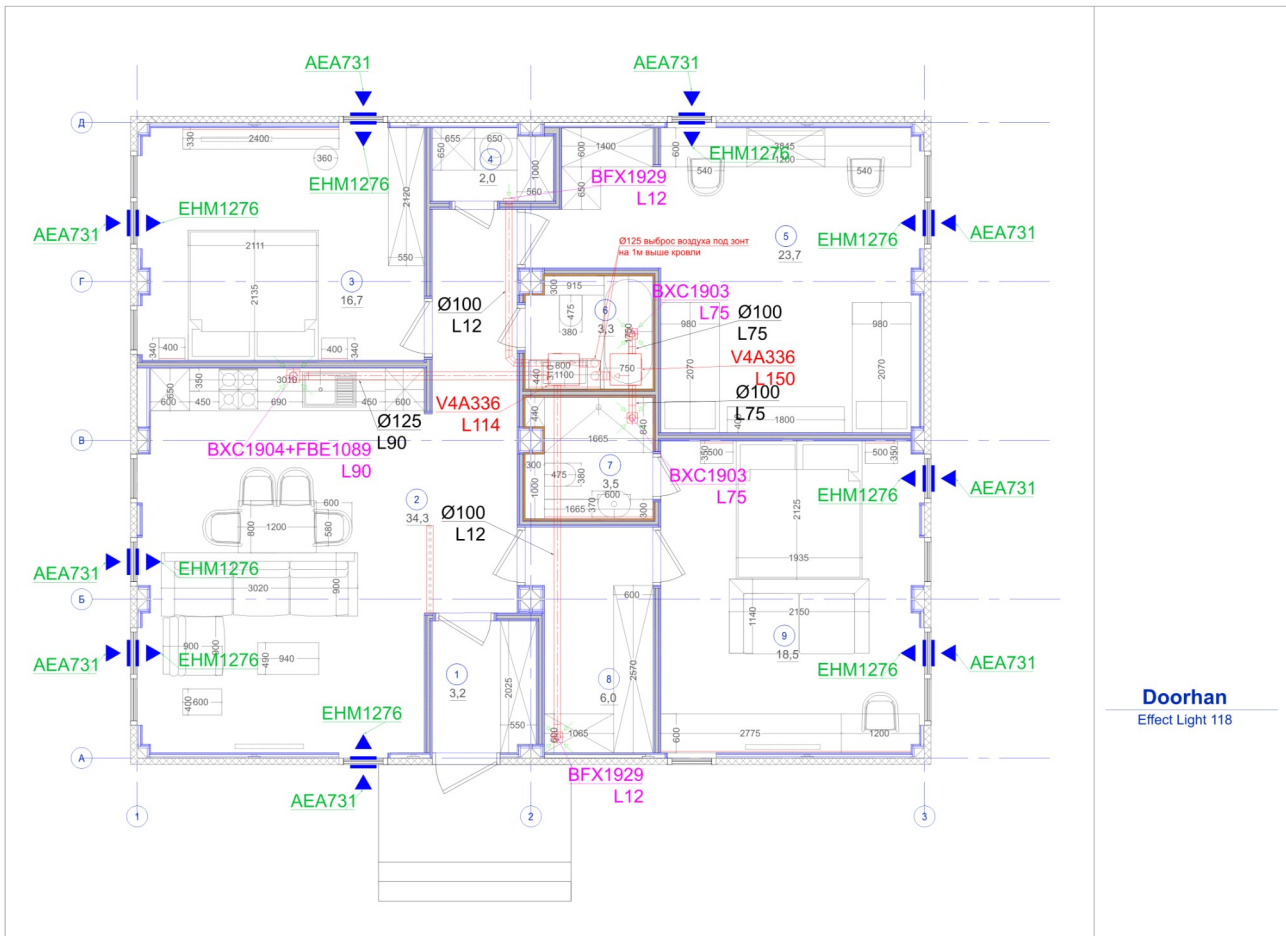 AEA731
AEA731
Д
330
2400
360
EHM1276
2120
550
655
650
650
4
2,0
1000
560
600
1400
650
BFX1929
L12
600
3845
1200
EHM1276
540
540
AEA731
EHM1276
2111
2135
3
16,7
Ø125 выброс воздуха под зонт
на 1м выше кровли
5
23,7
EHM1276
AEA731
Г
340
400
400
340
Ø100
L12
300
915
475
380
6
3,3
750
BXC1903
L75
Ø100
L75
980
2070
980
2070
V4A336
L150
800
1100
310
440
750
Ø100
L75
400
1800
650
600
350
450
3010
690
450
600
Ø125
L90
V4A336
L114
440
1665
840
В
BXC1904+FBE1089
L90
300
475
380
1000
7
3,5
600
370
1665
300
BXC1903
L75
350
500
500
350
2125
1935
EHM1276
AEA731
2
34,3
Ø100
L12
600
1200
800
580
AEA731
EHM1276
3020
900
Б
600
1140
2150
9
18,5
AEA731
EHM1276
900
800
490
940
400
600
1
3,2
2025
550
8
6,0
2570
EHM1276
AEA731
EHM1276
600
1065
600
2775
1200
А
AEA731
BFX1929
L12
1
2
3
Doorhan
Effect Light 118